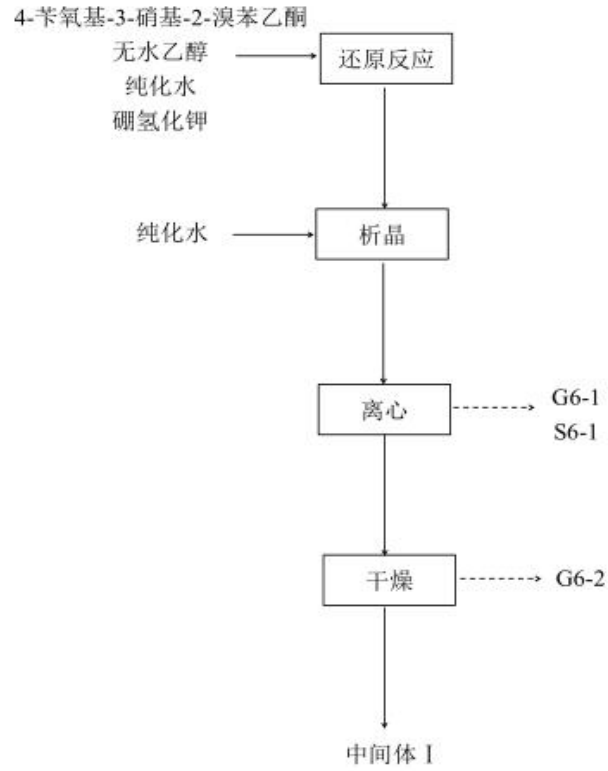 4-苄氧基-3-硝基-2-溴苯乙酮
无水乙醇
还原反应
纯化水
硼氢化钾
纯化水
析晶
离心
G6-1
S6-1
干燥
G6-2
中间体 I